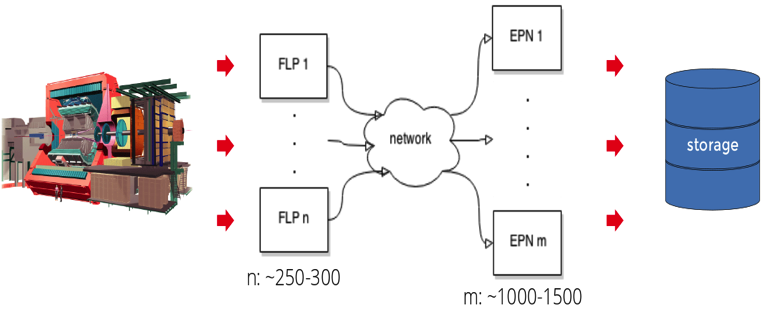 FLP 1
EPN 1
network
storage
FLP n
EPN m
n: ~250-300
m: ~1000-1500